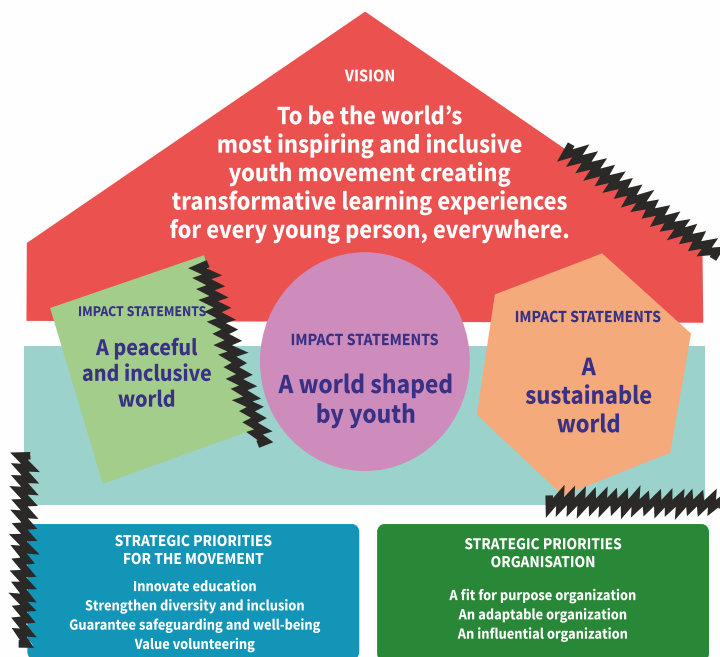 VISION
To be the world's
most inspiring and inclusive
youth movement creating
transformative learning experiences
for every young person, everywhere.
IMPACT STATEMENTS
A peaceful
and inclusive
world
IMPACT STATEMENTS
A world shaped
by youth
IMPACT STATEMENTS
A
sustainable
world
STRATEGIC PRIORITIES
FOR THE MOVEMENT
Innovate education
Strengthen diversity and inclusion
Guarantee safeguarding and well-being
Value volunteering
STRATEGIC PRIORITIES
ORGANISATION
A fit for purpose organization
An adaptable organization
An influential organization